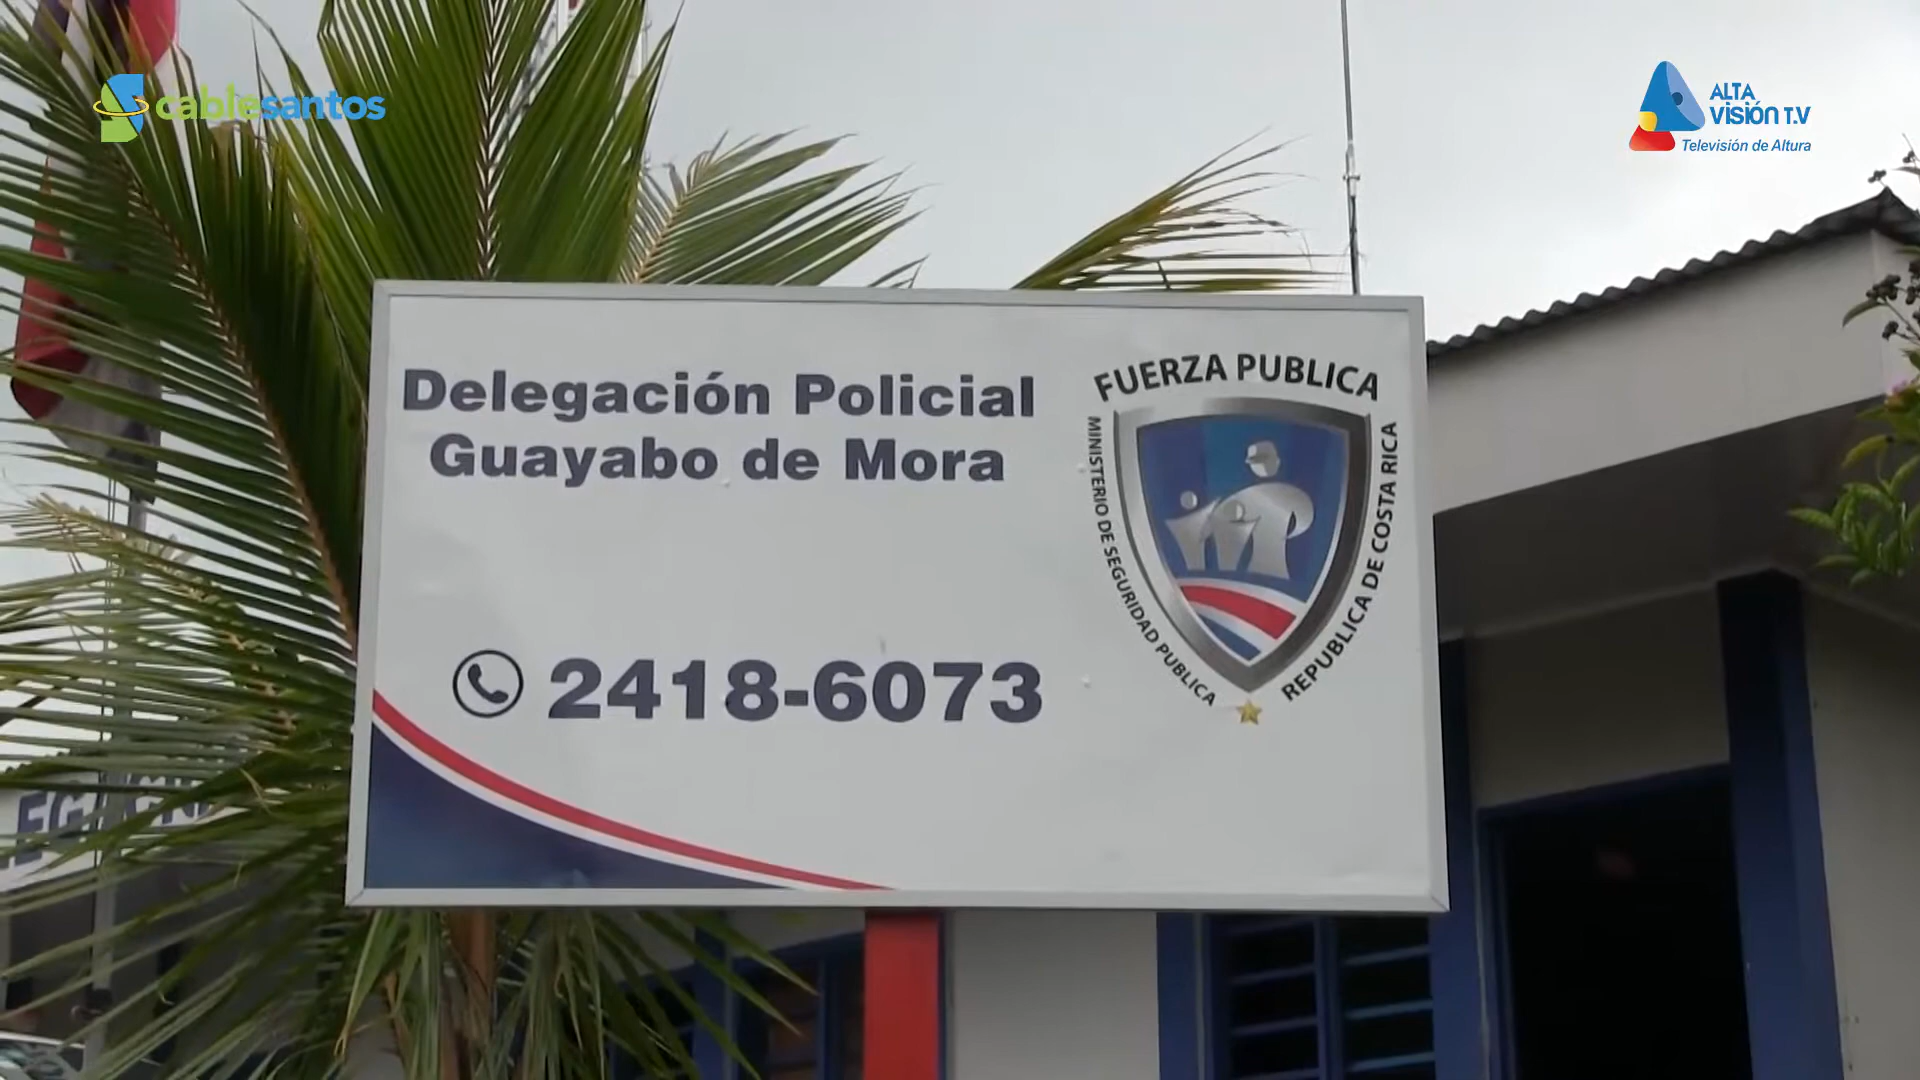 cablesantos
ALTA
VISIÓN T.V
Televisión de Altura
Delegación Policial
Guayabo de Mora
2418-6073
FUERZA PUBLICA
MINISTERIO DE SEGURIDAD PUBLICA
REPUBLICA DE COSTA RICA